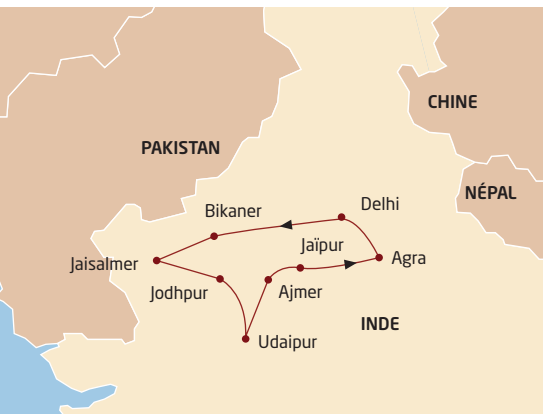 CHINE
PAKISTAN
NÉPAL
Bikaner
Delhi
Jaïpur
Jaisalmer
Agra
Jodhpur
Ajmer
INDE
Udaipur